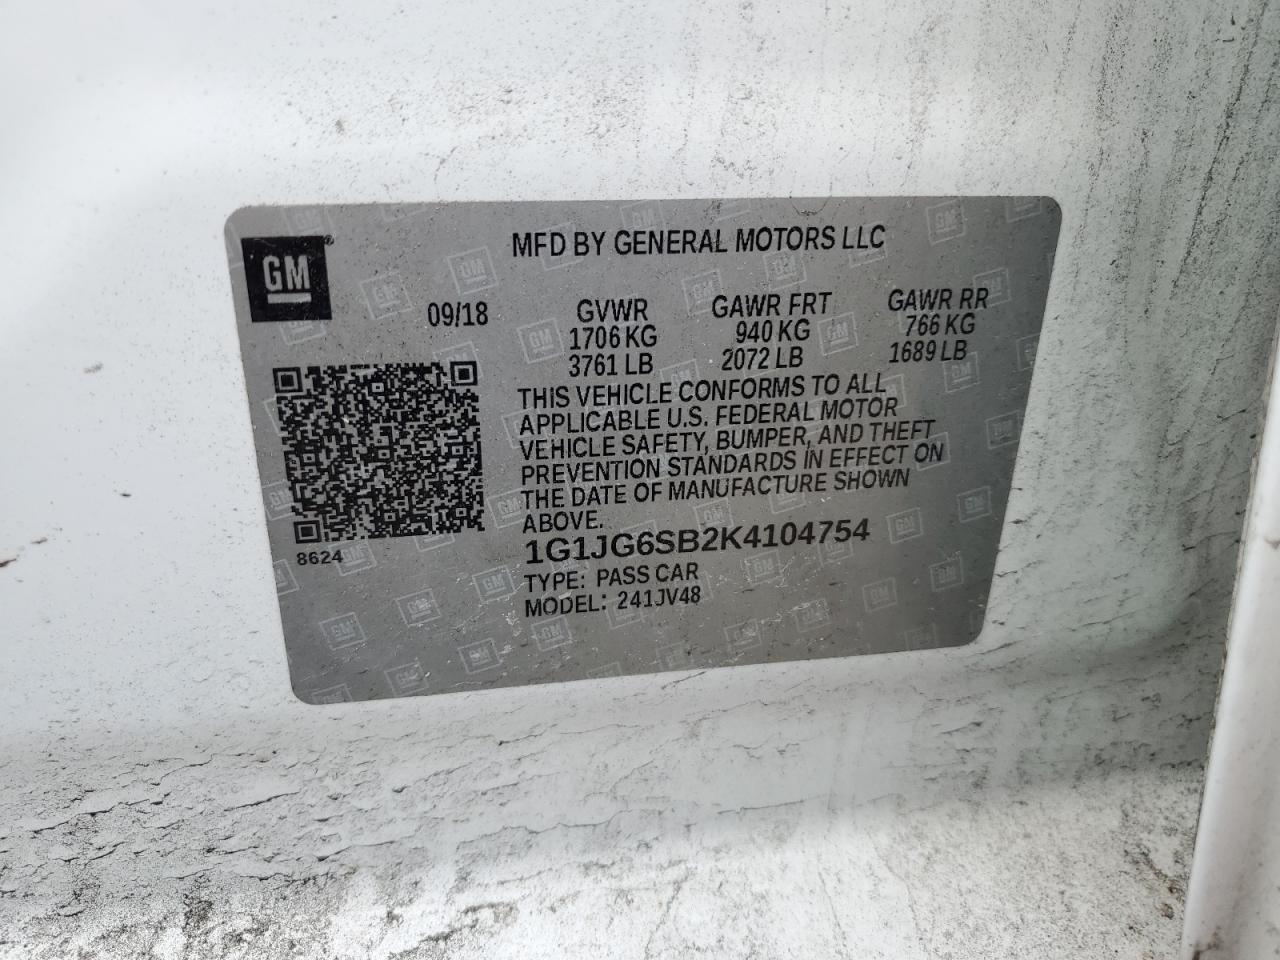 GM
MFD BY GENERAL MOTORS LLC
09/18
GVWR
1706 KG
3761 LB
GAWR FRT
940 KG
2072 LB
GAWR RR
766 KG
1689 LB
THIS VEHICLE CONFORMS TO ALL
APPLICABLE U.S. FEDERAL MOTOR
VEHICLE SAFETY, BUMPER, AND THEFT
PREVENTION STANDARDS IN EFFECT ON
THE DATE OF MANUFACTURE SHOWN
ABOVE.
8624
1G1JG6SB2K4104754
TYPE: PASS CAR
MODEL: 241JV48